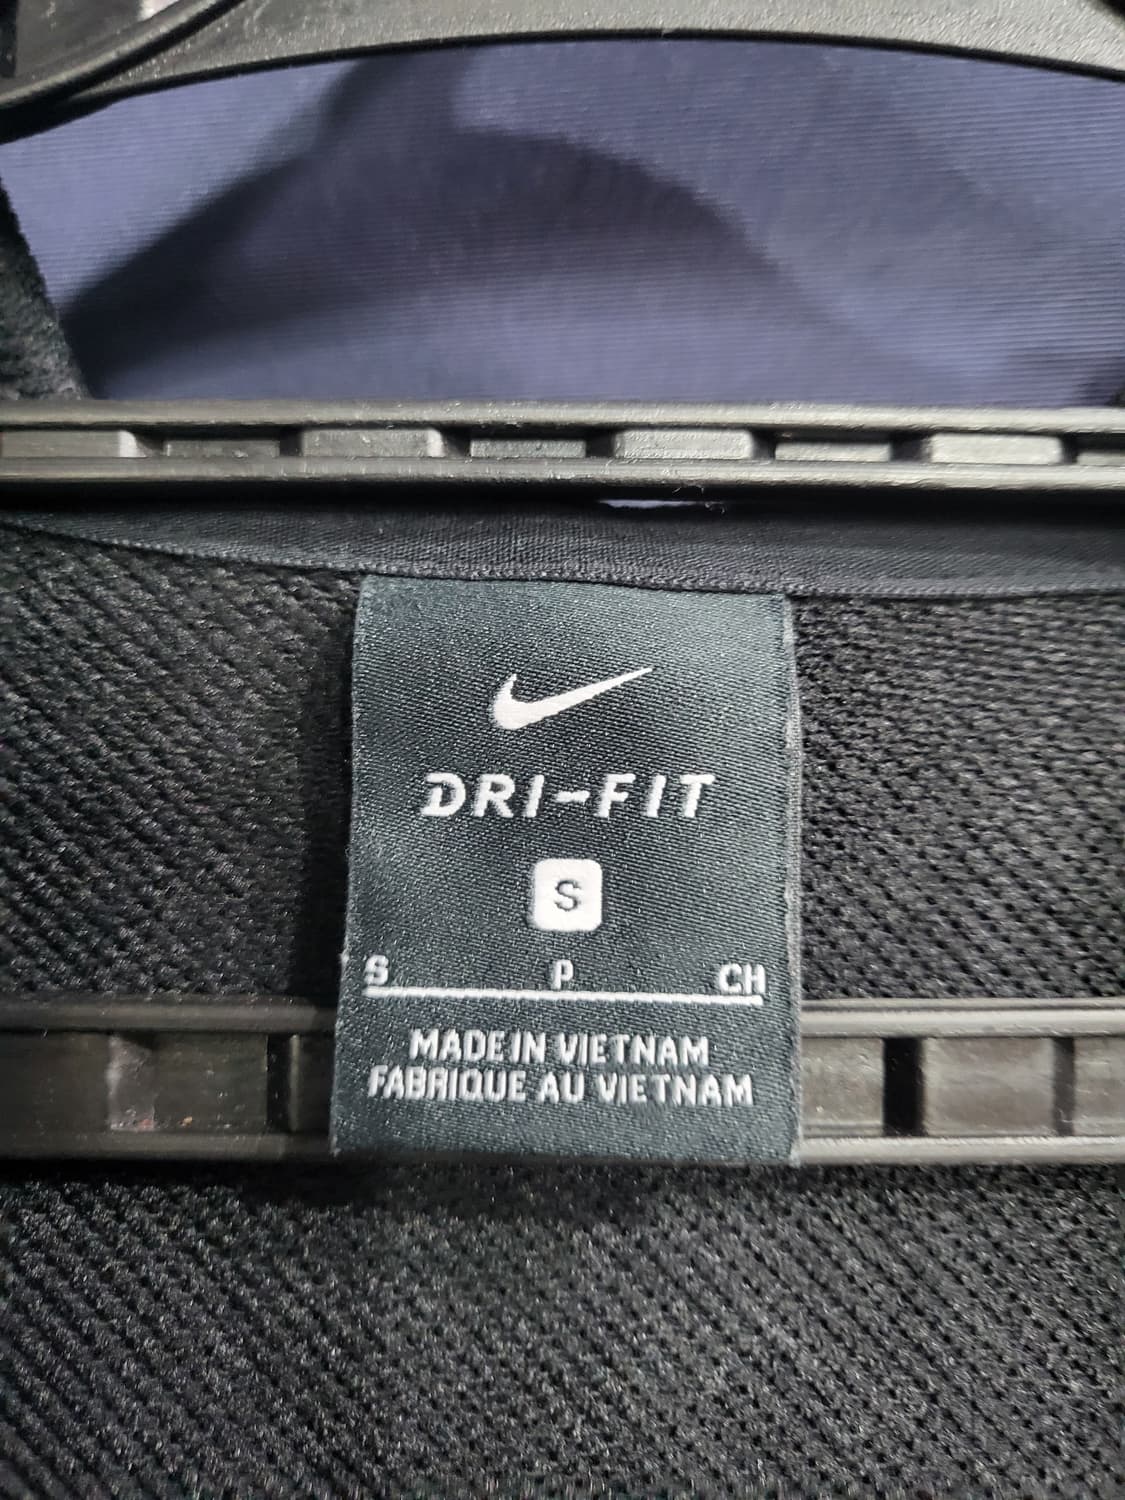 DRI-FIT
S
S P CH
MADE IN VIETNAM
FABRIQUE AU VIETNAM